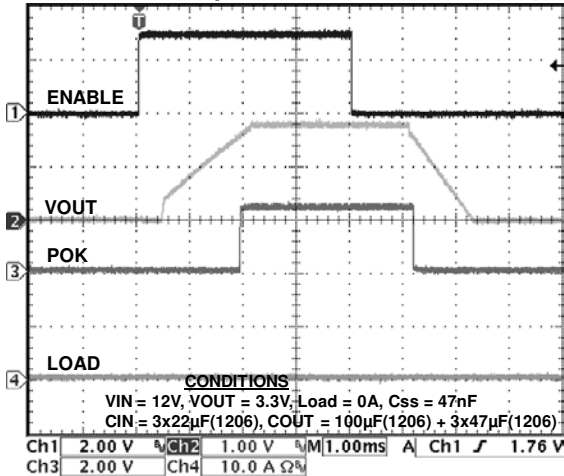 T
ENABLE
1
VOUT
2
POK
3
LOAD
4
CONDITIONS
VIN = 12V, VOUT = 3.3V, Load = 0A, Css = 47nF
CIN = 3x22µF(1206), COUT = 100µF(1206) + 3x47µF(1206)
Ch1 2.00 V Ch2 1.00 V M 1.00ms A Ch1 1.76 V
Ch3 2.00 V Ch4 10.0 A Ω